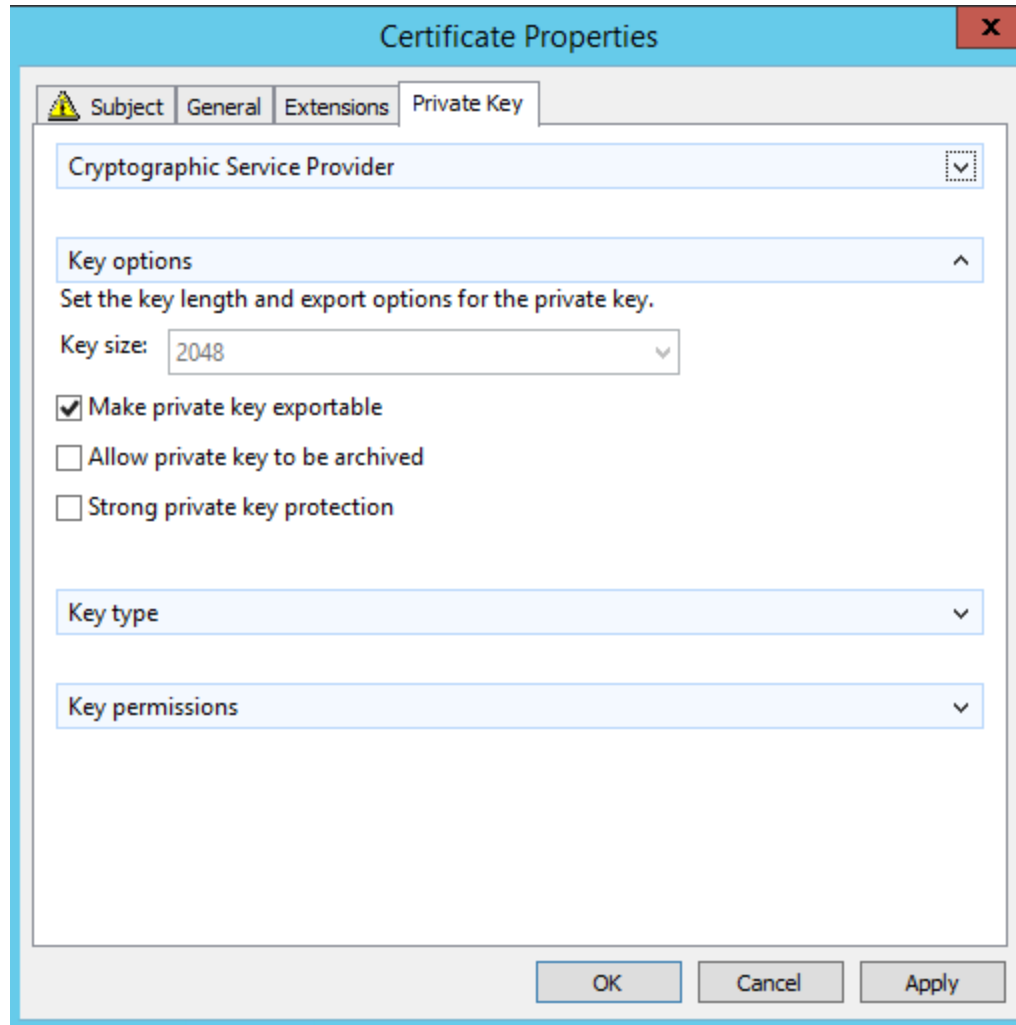 Certificate Properties
x
Subject General Extensions Private Key
Cryptographic Service Provider
Key options
Set the key length and export options for the private key.
Key size: 2048
Make private key exportable
Allow private key to be archived
Strong private key protection
Key type
Key permissions
OK Cancel Apply